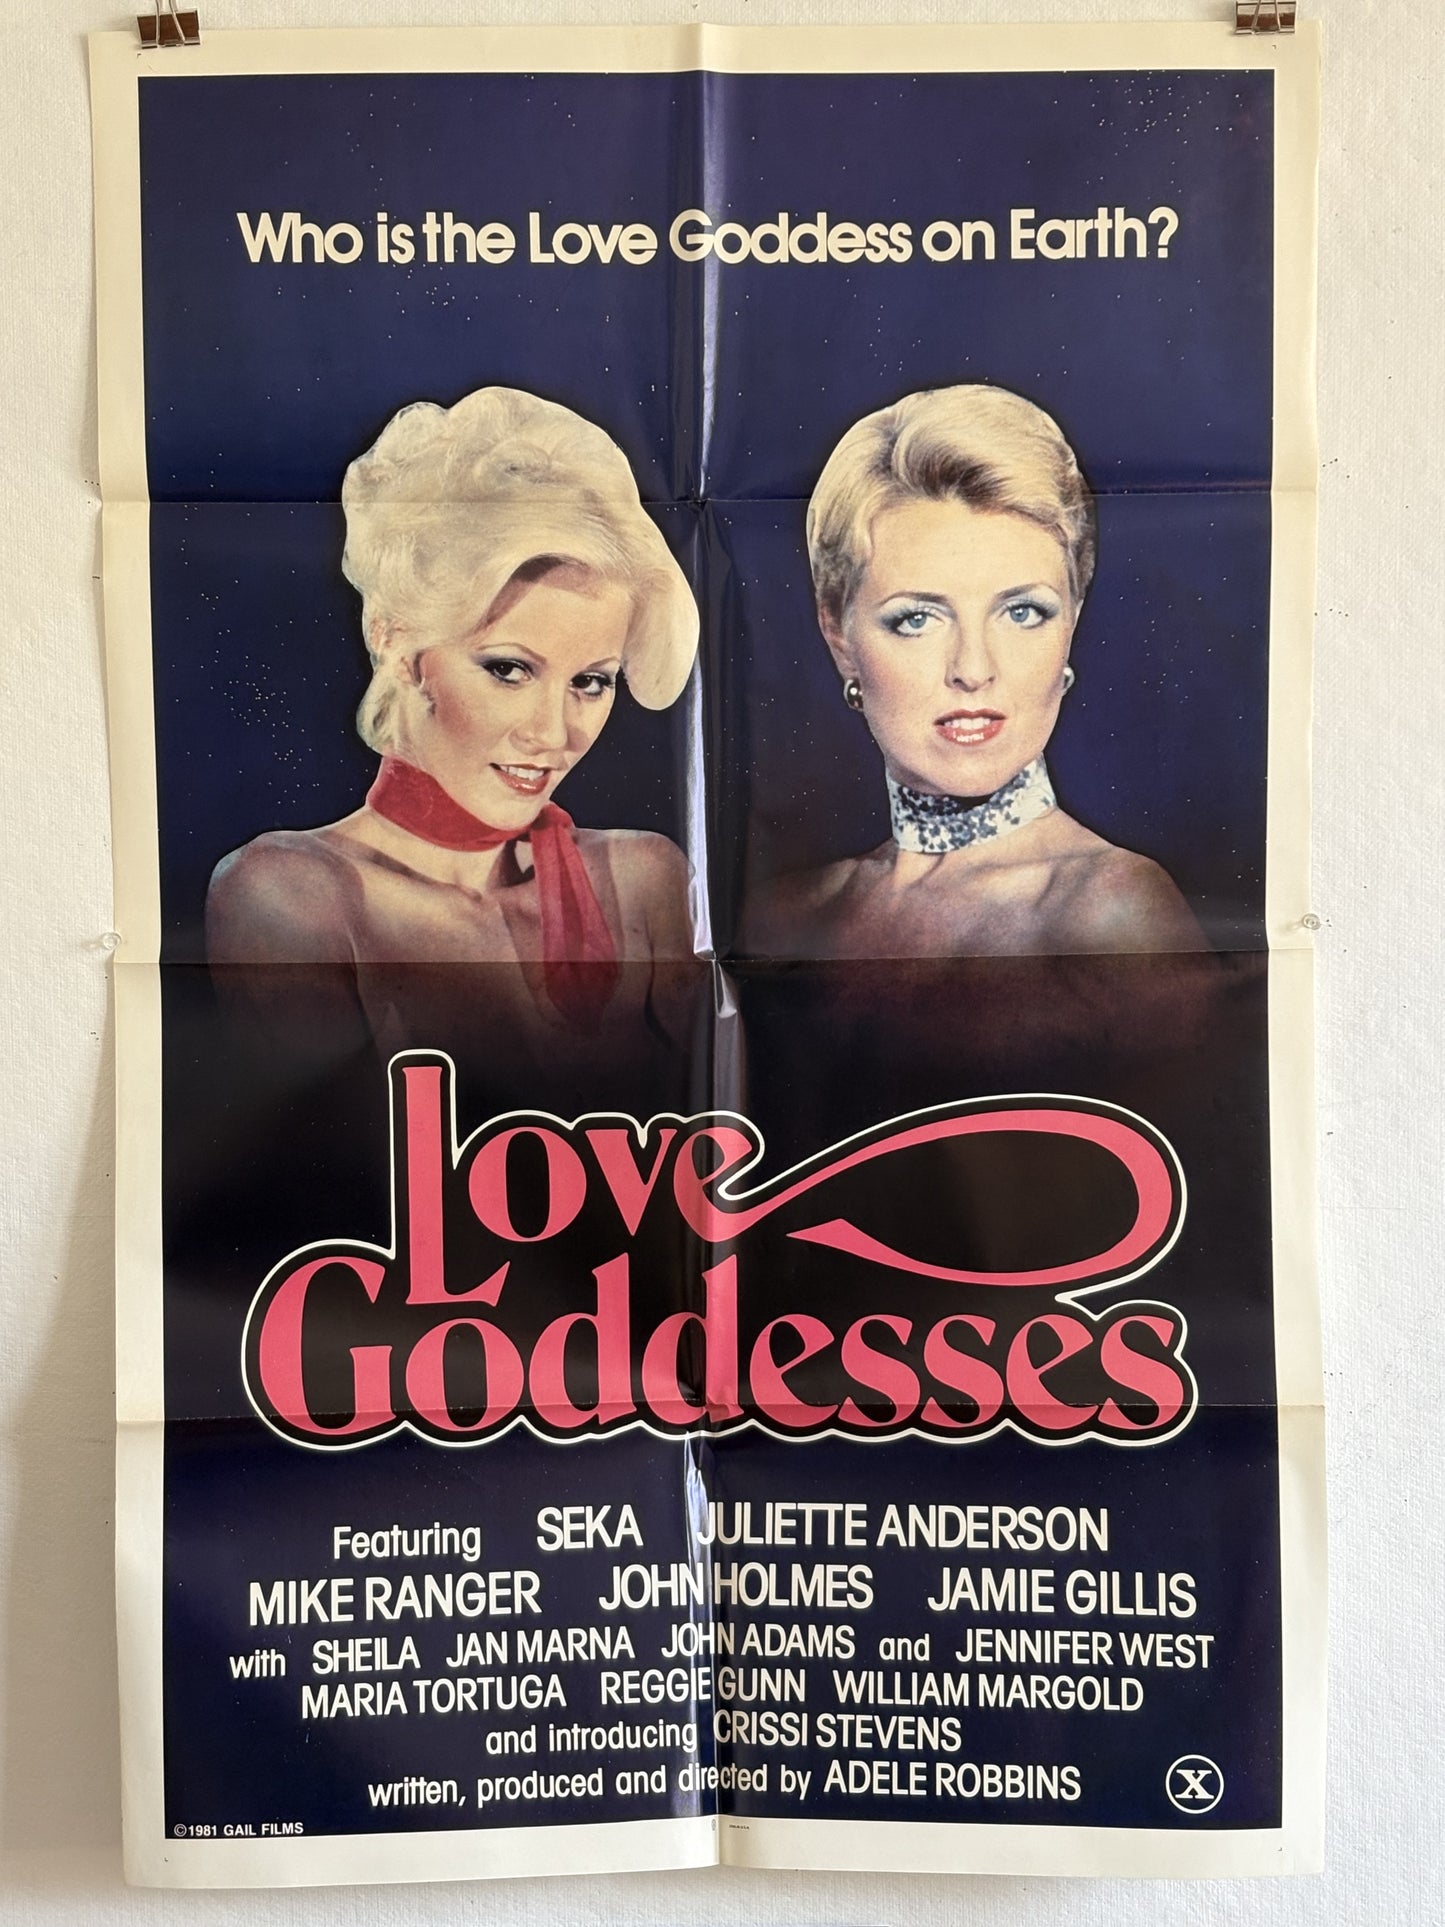 Who is the Love Goddess on Earth?
Love
Goddesses
Featuring SEKA JULIETTE ANDERSON
MIKE RANGER JOHN HOLMES JAMIE GILLIS
with SHEILA JAN MARNA JOHN ADAMS and JENNIFER WEST
MARIA TORTUGA REGGIE GUNN WILLIAM MARGOLD
and introducing CRISSI STEVENS
written, produced and directed by ADELE ROBBINS
X
©1981 GAIL FILMS